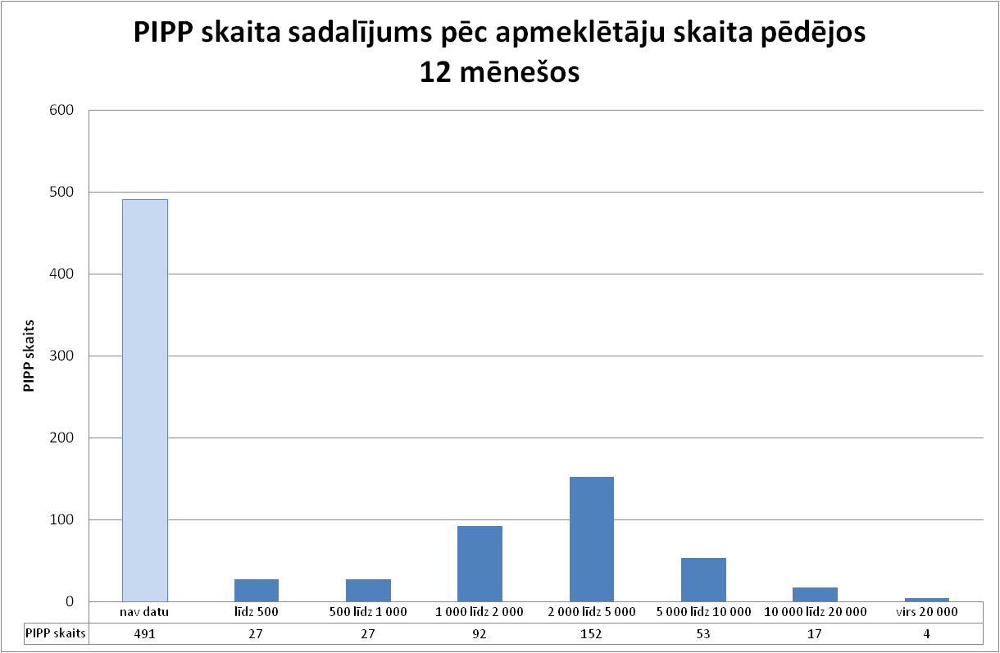 PIPP skaita sadalījums pēc apmeklētāju skaita pēdējos
12 mēnešos
600
500
400
300
200
100
0
PIPP skaits
nav datu līdz 500 500 līdz 1 000 1 000 līdz 2 000 2 000 līdz 5 000 5 000 līdz 10 000 10 000 līdz 20 000 virs 20 000
PIPP skaits 491 27 27 92 152 53 17 4